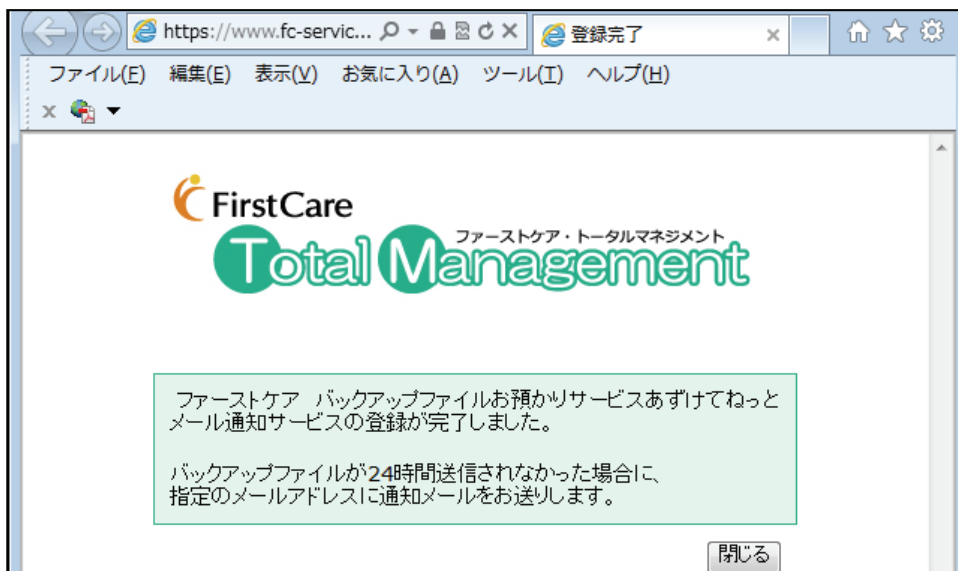 https://www.fc-servic...
登録完了
ファイル(F) 編集(E) 表示(V) お気に入り(A) ツール(T) ヘルプ(H)
FirstCare
ファーストケア・トータルマネジメント
Total Management
ファーストケア バックアップファイルお預かりサービスあずけてねっと
メール通知サービスの登録が完了しました。
バックアップファイルが24時間送信されなかった場合に、
指定のメールアドレスに通知メールをお送りします。
閉じる